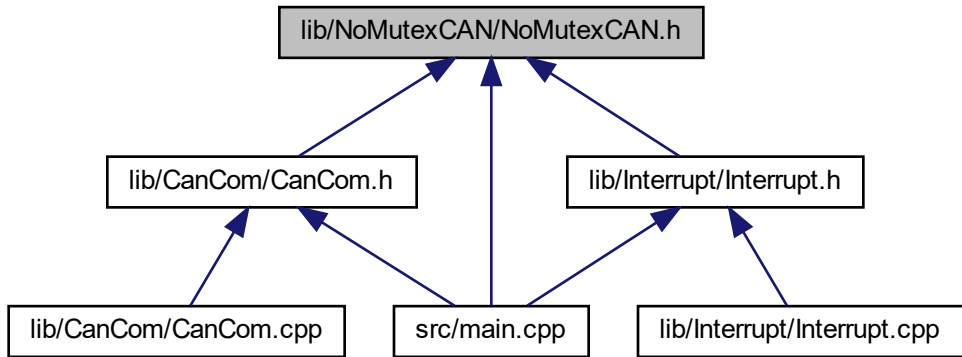 lib/NoMutexCAN/NoMutexCAN.h
lib/CanCom/CanCom.h
lib/Interrupt/Interrupt.h
lib/CanCom/CanCom.cpp
src/main.cpp
lib/Interrupt/Interrupt.cpp